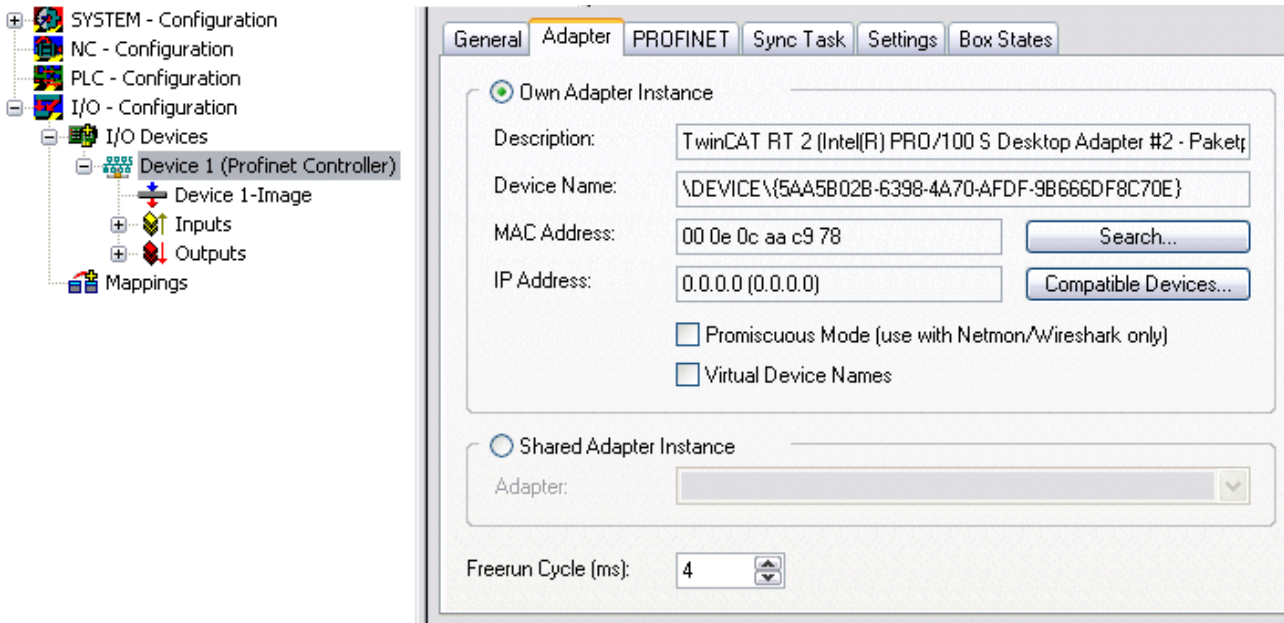 SYSTEM - Configuration
NC - Configuration
PLC - Configuration
I/O - Configuration
I/O Devices
Device 1 (Profinet Controller)
Device 1-Image
Inputs
Outputs
Mappings
General Adapter PROFINET Sync Task Settings Box States
Own Adapter Instance
Description: TwinCAT RT 2 (Intel(R) PRO/100 S Desktop Adapter #2 - Paketp
Device Name: \DEVICE\{5AA5B02B-6398-4A70-AFDF-9B666DF8C70E}
MAC Address: 00 0e 0c aa c9 78 Search...
IP Address: 0.0.0.0 (0.0.0.0) Compatible Devices...
Promiscuous Mode (use with Netmon/Wireshark only)
Virtual Device Names
Shared Adapter Instance
Adapter:
Freerun Cycle (ms): 4